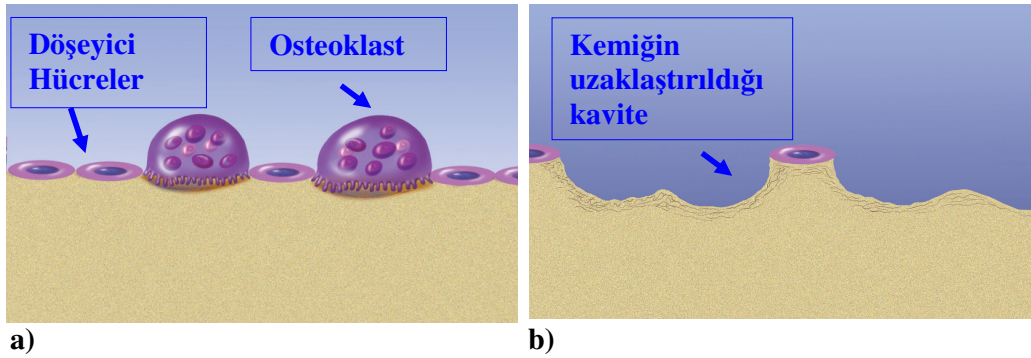 Döşeyici
Hücreler
Osteoklast
Kemiğin
uzaklaştırıldığı
kavite
a)
b)